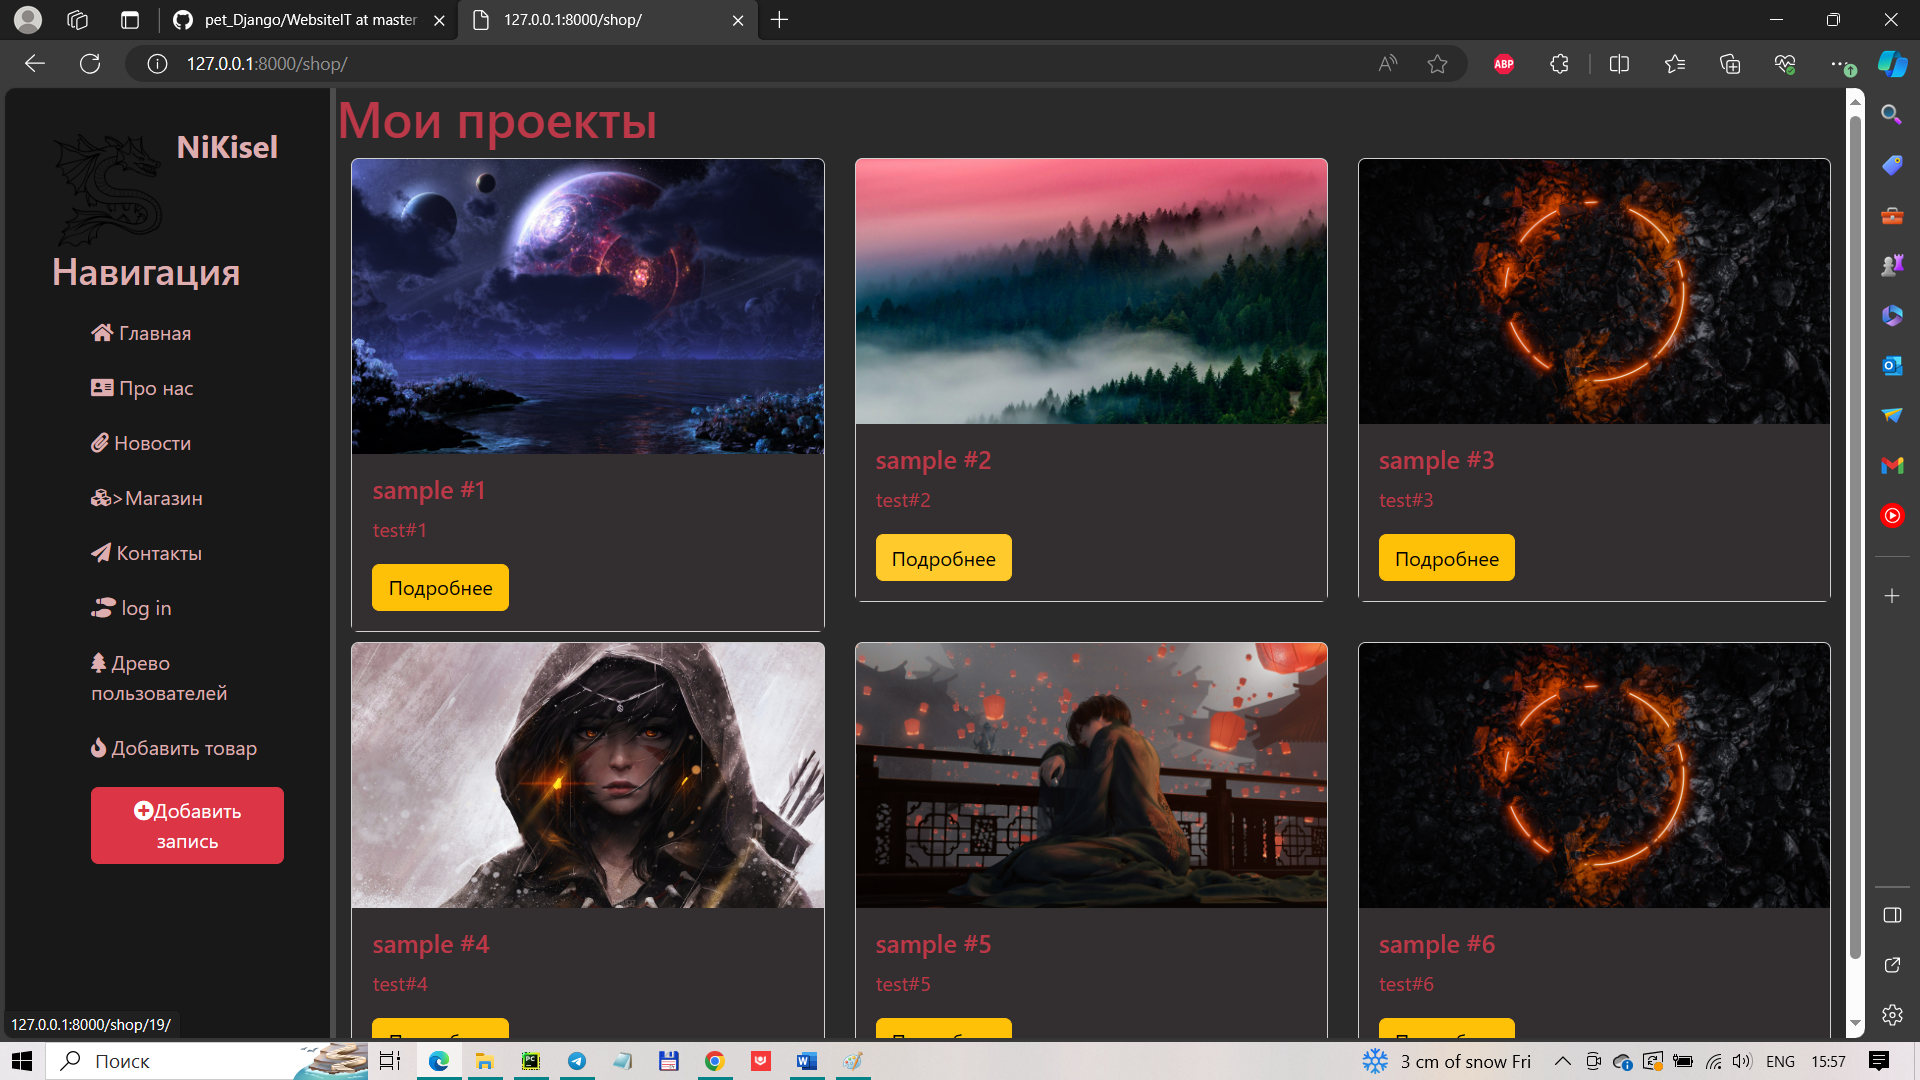 pet_Django/WebsiteIT at master
127.0.0.1:8000/shop/
127.0.0.1:8000/shop/
ABP
NiKisel
Навигация
Главная
Про нас
Новости
>Магазин
Контакты
log in
Древо
пользователей
Добавить товар
Добавить
запись
Мои проекты
sample #1
test#1
Подробнее
sample #2
test#2
Подробнее
sample #3
test#3
Подробнее
sample #4
test#4
sample #5
test#5
sample #6
test#6
127.0.0.1:8000/shop/19/
Поиск
3 cm of snow Fri
ENG
15:57